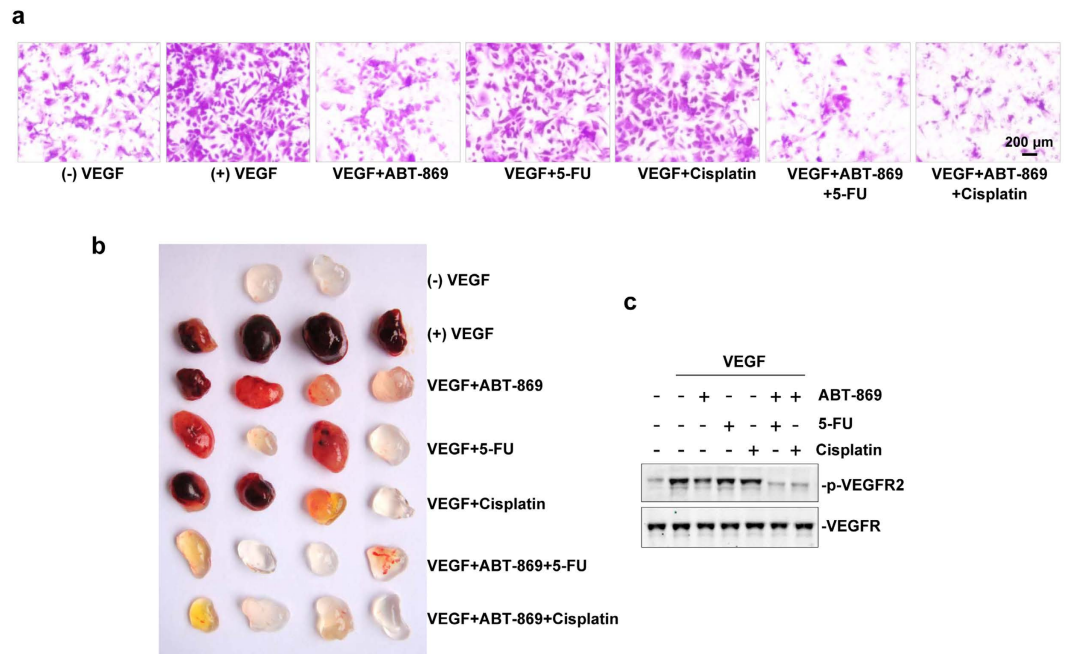 a
200 µm
(-) VEGF
(+) VEGF
VEGF+ABT-869
VEGF+5-FU
VEGF+Cisplatin
VEGF+ABT-869
+5-FU
VEGF+ABT-869
+Cisplatin
b
(-) VEGF
(+) VEGF
VEGF+ABT-869
VEGF+5-FU
VEGF+Cisplatin
VEGF+ABT-869+5-FU
VEGF+ABT-869+Cisplatin
c
VEGF
- - + - - + + ABT-869
- - - + - + - 5-FU
- - - - + - + Cisplatin
-p-VEGFR2
-VEGFR